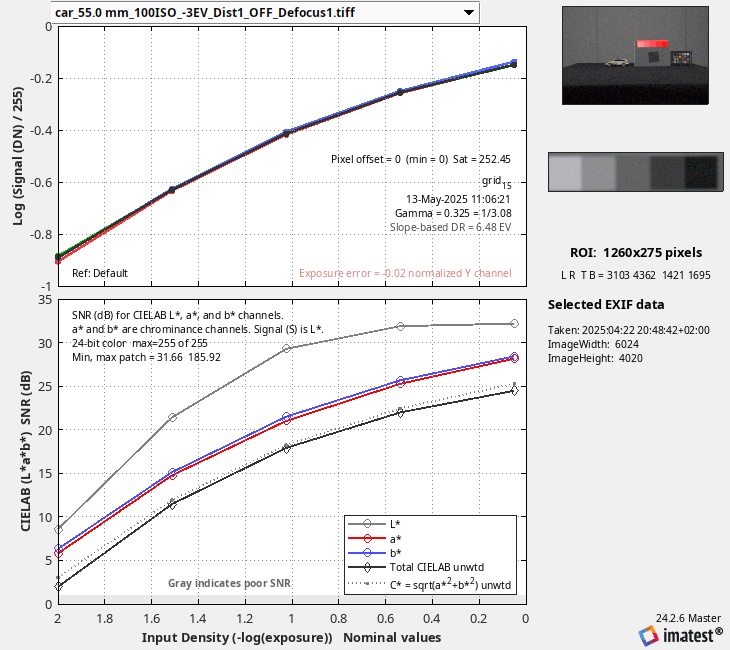 car_55.0 mm_100ISO_-3EV_Dist1_OFF_Defocus1.tiff
0
-0.2
-0.4
-0.6
-0.8
-1
Log (Signal (DN) / 255)
Pixel offset = 0 (min = 0) Sat = 252.45
grid_15
13-May-2025 11:06:21
Gamma = 0.325 = 1/3.08
Slope-based DR = 6.48 EV
Ref: Default
Exposure error = -0.02 normalized Y channel
35
30
25
20
15
10
5
0
CIELAB (L*a*b*) SNR (dB)
SNR (dB) for CIELAB L*, a*, and b* channels.
a* and b* are chrominance channels. Signal (S) is L*.
24-bit color max=255 of 255
Min, max patch = 31.66 185.92
L*
a*
b*
Total CIELAB unwtd
C* = sqrt(a*²+b*²) unwtd
Gray indicates poor SNR
2 1.8 1.6 1.4 1.2 1 0.8 0.6 0.4 0.2 0
Input Density (-log(exposure)) Nominal values
ROI: 1260x275 pixels
L R T B = 3103 4362 1421 1695
Selected EXIF data
Taken: 2025:04:22 20:48:42+02:00
ImageWidth: 6024
ImageHeight: 4020
24.2.6 Master
imatest®